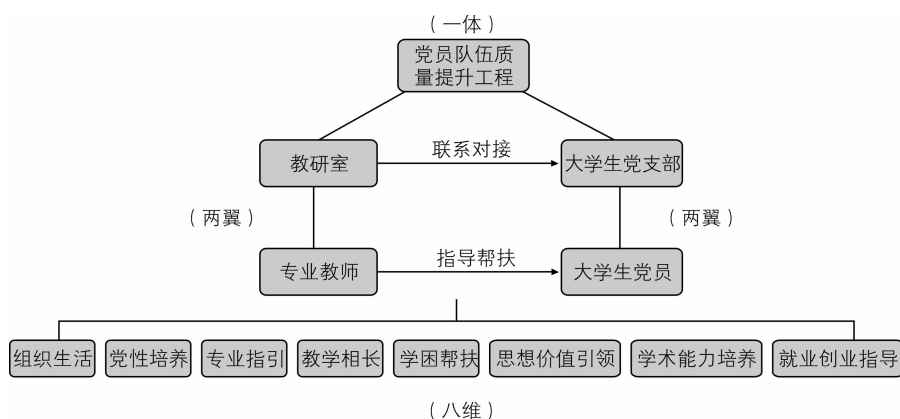 （一体）
党员队伍质
量提升工程
教研室
联系对接
大学生党支部
（两翼）
（两翼）
专业教师
指导帮扶
大学生党员
组织生活
党性培养
专业指引
教学相长
学困帮扶
思想价值引领
学术能力培养
就业创业指导
（八维）